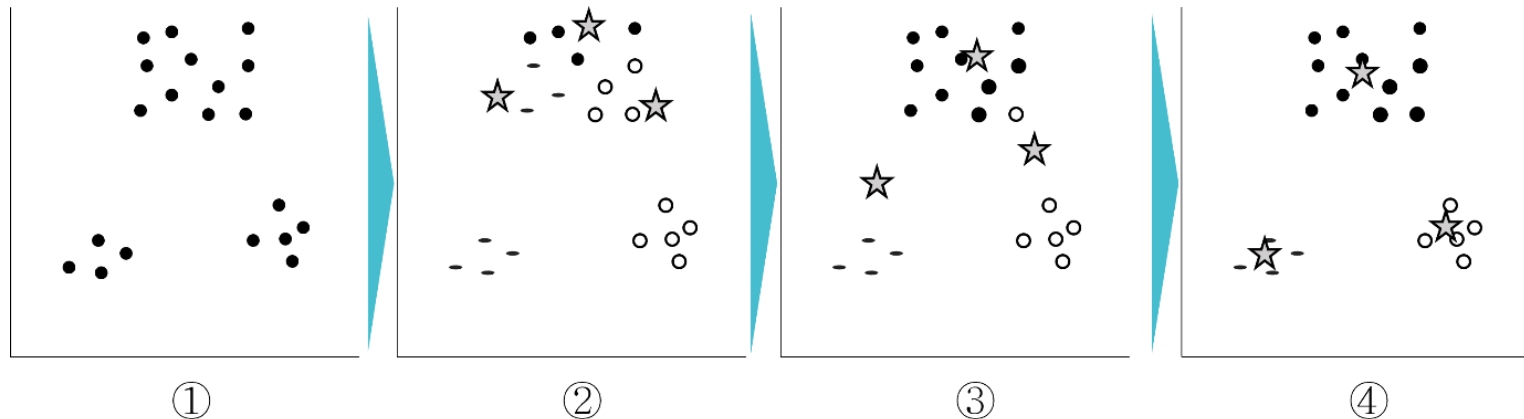 ① ② ③ ④